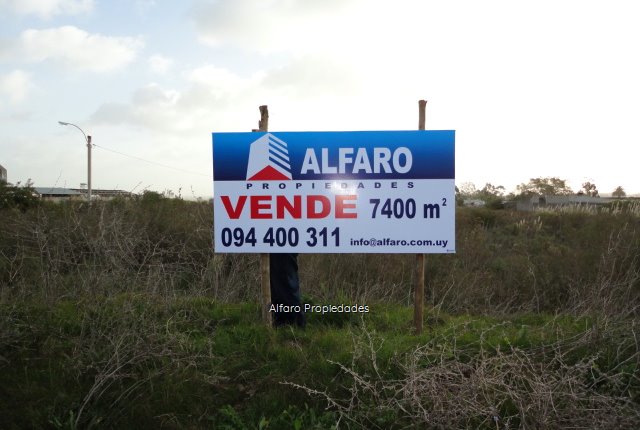 ALFARO
PROPIEDADES
VENDE 7400 m²
094 400 311 info@alfaro.com.uy
Alfaro Propiedades